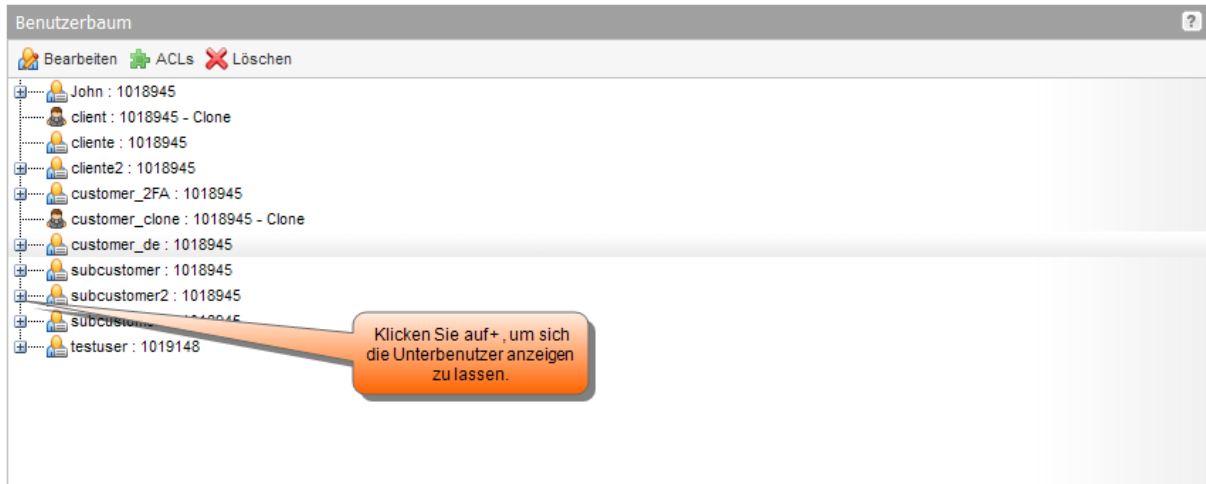 Benutzerbaum ?
Bearbeiten ACLs Löschen
John : 1018945
client : 1018945 - Clone
cliente : 1018945
cliente2 : 1018945
customer_2FA : 1018945
customer_clone : 1018945 - Clone
customer_de : 1018945
subcustomer : 1018945
subcustomer2 : 1018945
testuser : 1019148
Klicken Sie auf+ , um sich
die Unterbenutzer anzeigen
zu lassen.